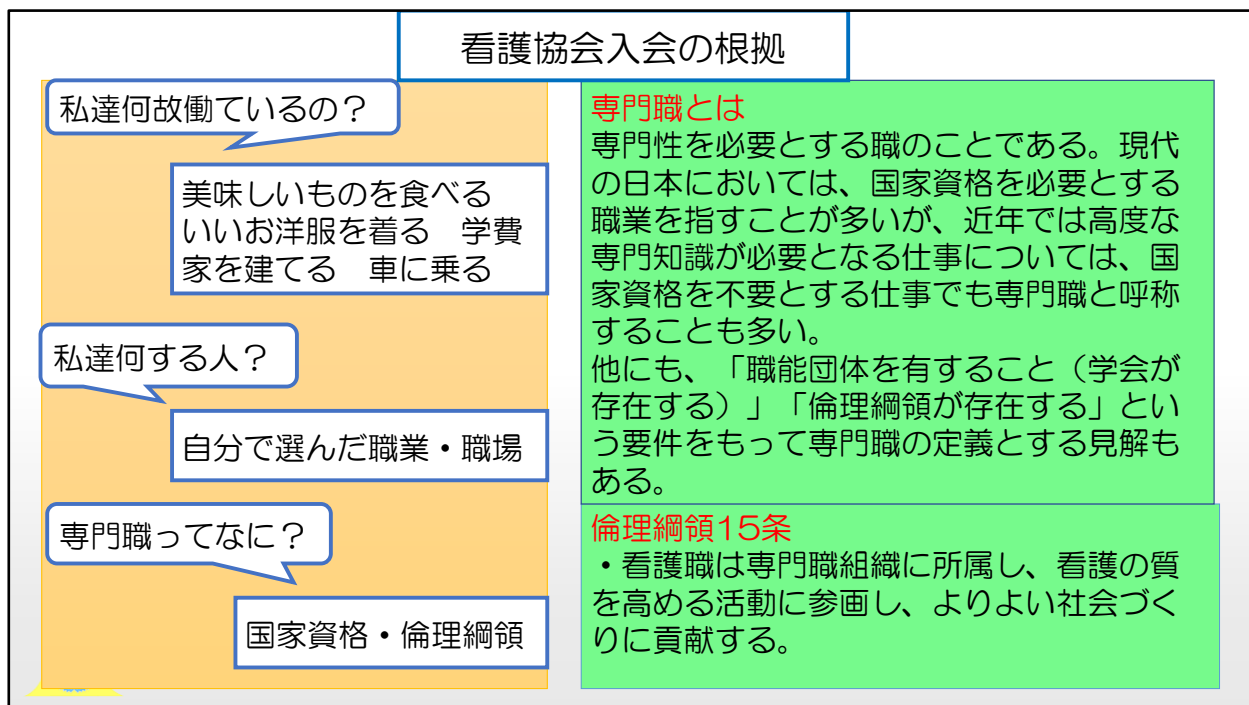 看護協会入会の根拠
私達何故働ているの？
美味しいものを食べる
いいお洋服を着る　学費
家を建てる　車に乗る
私達何する人？
自分で選んだ職業・職場
専門職ってなに？
国家資格・倫理綱領
専門職とは
専門性を必要とする職のことである。現代
の日本においては、国家資格を必要とする
職業を指すことが多いが、近年では高度な
専門知識が必要となる仕事については、国
家資格を不要とする仕事でも専門職と呼称
することも多い。
他にも、「職能団体を有すること（学会が
存在する）」「倫理綱領が存在する」とい
う要件をもって専門職の定義とする見解も
ある。
倫理綱領15条
・看護職は専門職組織に所属し、看護の質
を高める活動に参画し、よりよい社会づく
りに貢献する。